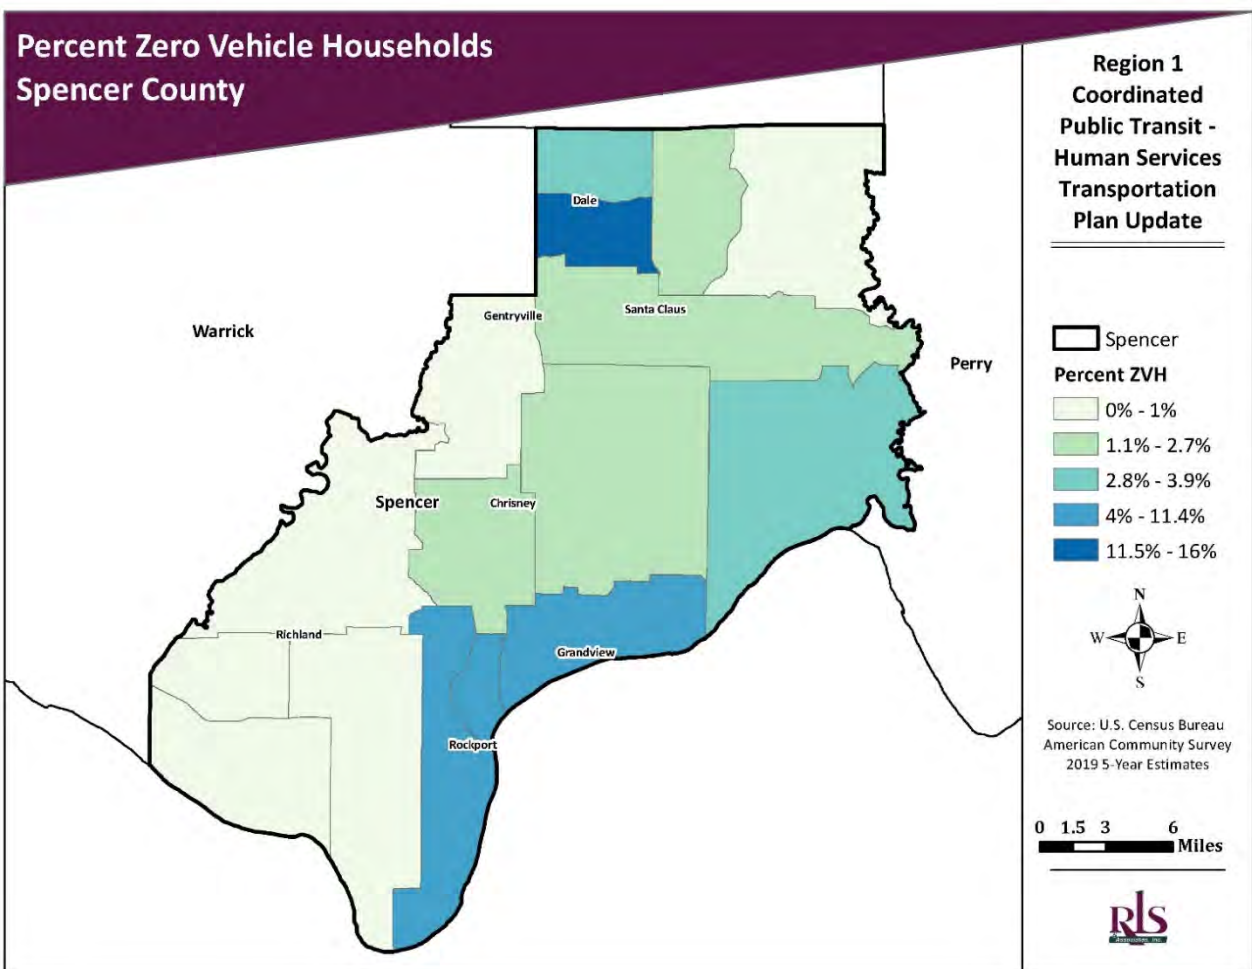 Percent Zero Vehicle Households
Spencer County
Region 1
Coordinated
Public Transit -
Human Services
Transportation
Plan Update
Dale
Santa Claus
Gentryville
Warrick
Perry
Spencer
Chrisney
Richland
Grandview
Rockport
Spencer
Percent ZVH
0% - 1%
1.1% - 2.7%
2.8% - 3.9%
4% - 11.4%
11.5% - 16%
N
W E
S
Source: U.S. Census Bureau
American Community Survey
2019 5-Year Estimates
0 1.5 3 6
Miles
RLS
& Associates, Inc.